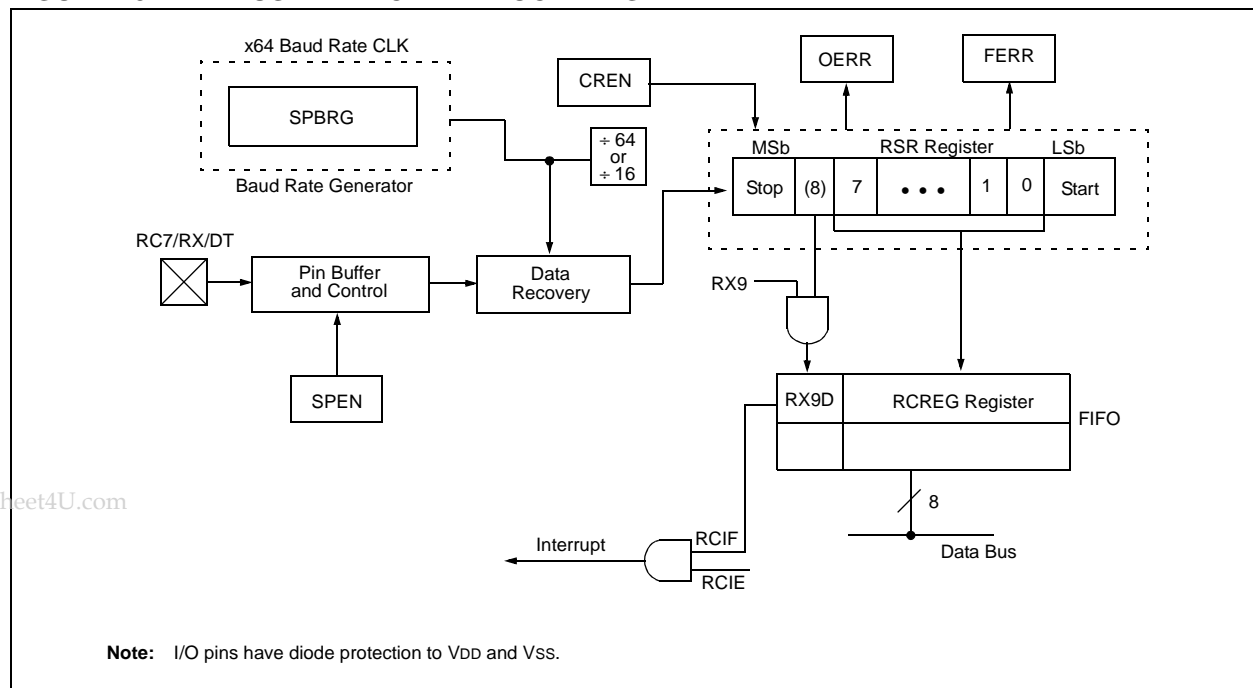 x64 Baud Rate CLK
SPBRG
Baud Rate Generator
CREN
OERR
FERR
÷ 64
or
÷ 16
MSb
RSR Register
LSb
Stop
(8)
7
• • •
1
0
Start
RC7/RX/DT
Pin Buffer
and Control
Data
Recovery
RX9
SPEN
RX9D
RCREG Register
FIFO
8
Data Bus
Interrupt
RCIF
RCIE
heet4U.com
Note: I/O pins have diode protection to VDD and VSS.